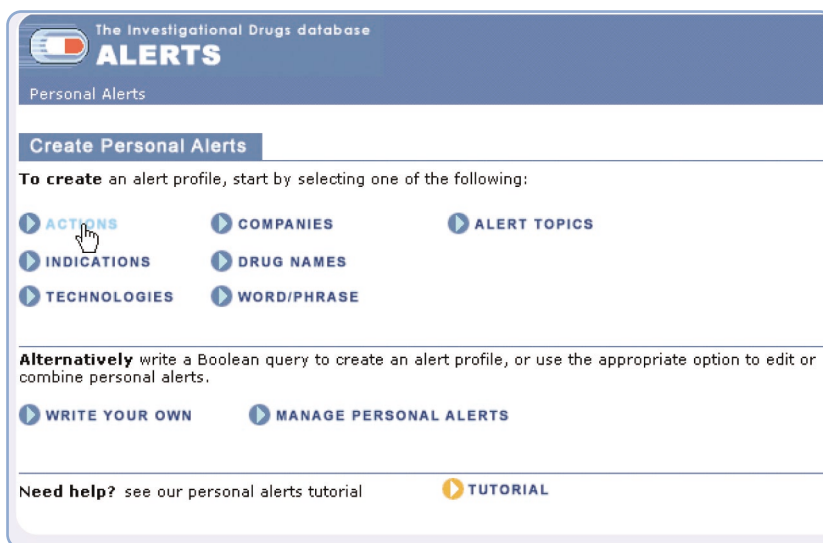 The Investigational Drugs database
ALERTS
Personal Alerts
Create Personal Alerts
To create an alert profile, start by selecting one of the following:
ACTIONS COMPANIES ALERT TOPICS
INDICATIONS DRUG NAMES
TECHNOLOGIES WORD/PHRASE
Alternatively write a Boolean query to create an alert profile, or use the appropriate option to edit or
combine personal alerts.
WRITE YOUR OWN MANAGE PERSONAL ALERTS
Need help? see our personal alerts tutorial TUTORIAL